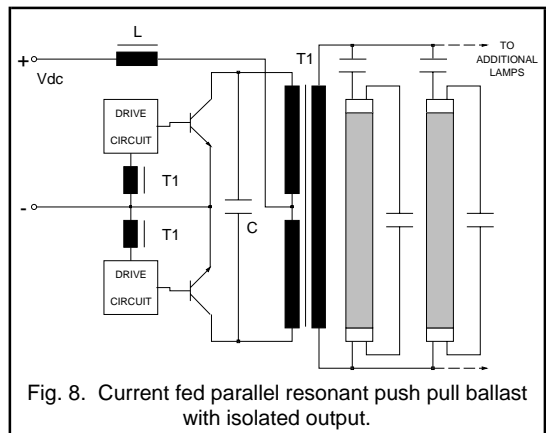 L
T1
TO
ADDITIONAL
LAMPS
+
Vdc
DRIVE
CIRCUIT
T1
-
T1
C
DRIVE
CIRCUIT
Fig. 8. Current fed parallel resonant push pull ballast
with isolated output.